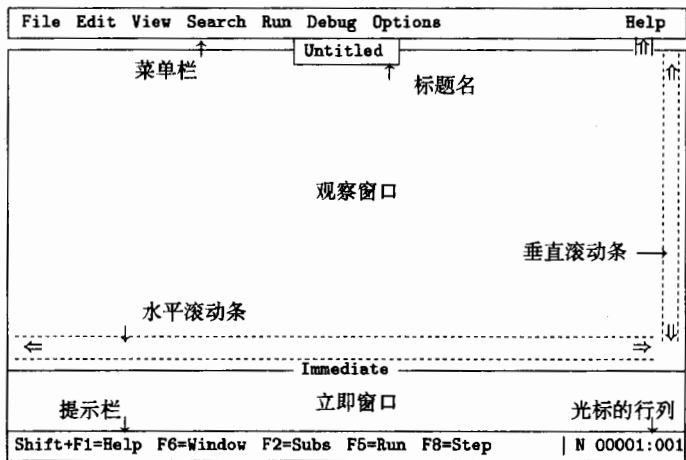 File Edit View Search Run Debug Options Help
Untitled
菜单栏
标题名
观察窗口
垂直滚动条
水平滚动条
Immediate
提示栏
立即窗口
光标的行列
Shift+F1=Help F6=Window F2=Subs F5=Run F8=Step | N 00001:001